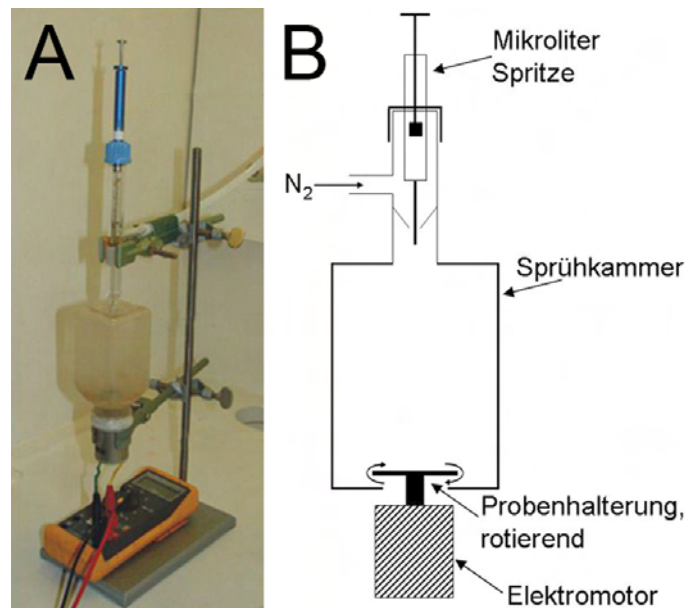 A
B
Mikroliter
Spritze
N₂
Sprühkammer
Probenhalterung,
rotierend
Elektromotor